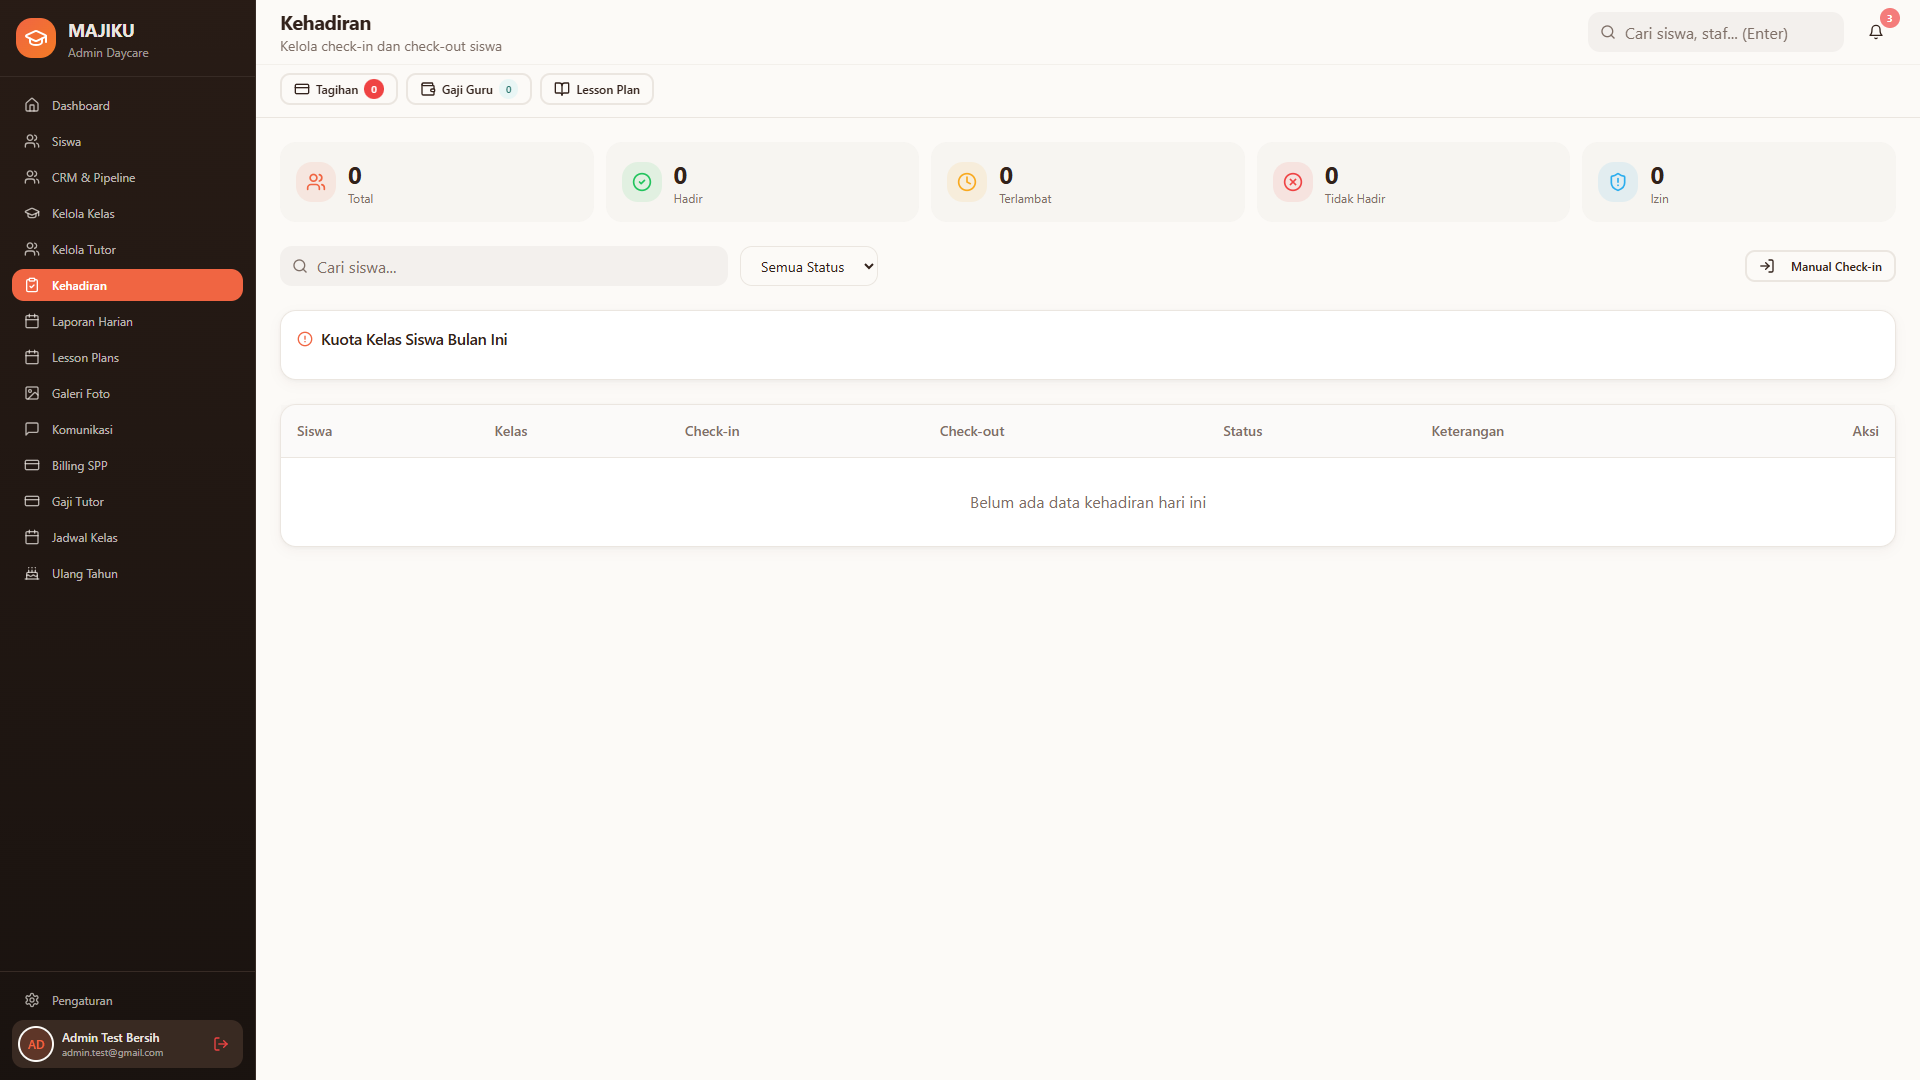 MAJIKU
Admin Daycare
Dashboard
Siswa
CRM & Pipeline
Kelola Kelas
Kelola Tutor
Kehadiran
Laporan Harian
Lesson Plans
Galeri Foto
Komunikasi
Billing SPP
Gaji Tutor
Jadwal Kelas
Ulang Tahun
Pengaturan
AD
Admin Test Bersih
admin.test@gmail.com
Kehadiran
Kelola check-in dan check-out siswa
Cari siswa, staf... (Enter)
3
Tagihan 0
Gaji Guru 0
Lesson Plan
0
Total
0
Hadir
0
Terlambat
0
Tidak Hadir
0
Izin
Cari siswa...
Semua Status
Manual Check-in
Kuota Kelas Siswa Bulan Ini
Siswa Kelas Check-in Check-out Status Keterangan Aksi
Belum ada data kehadiran hari ini